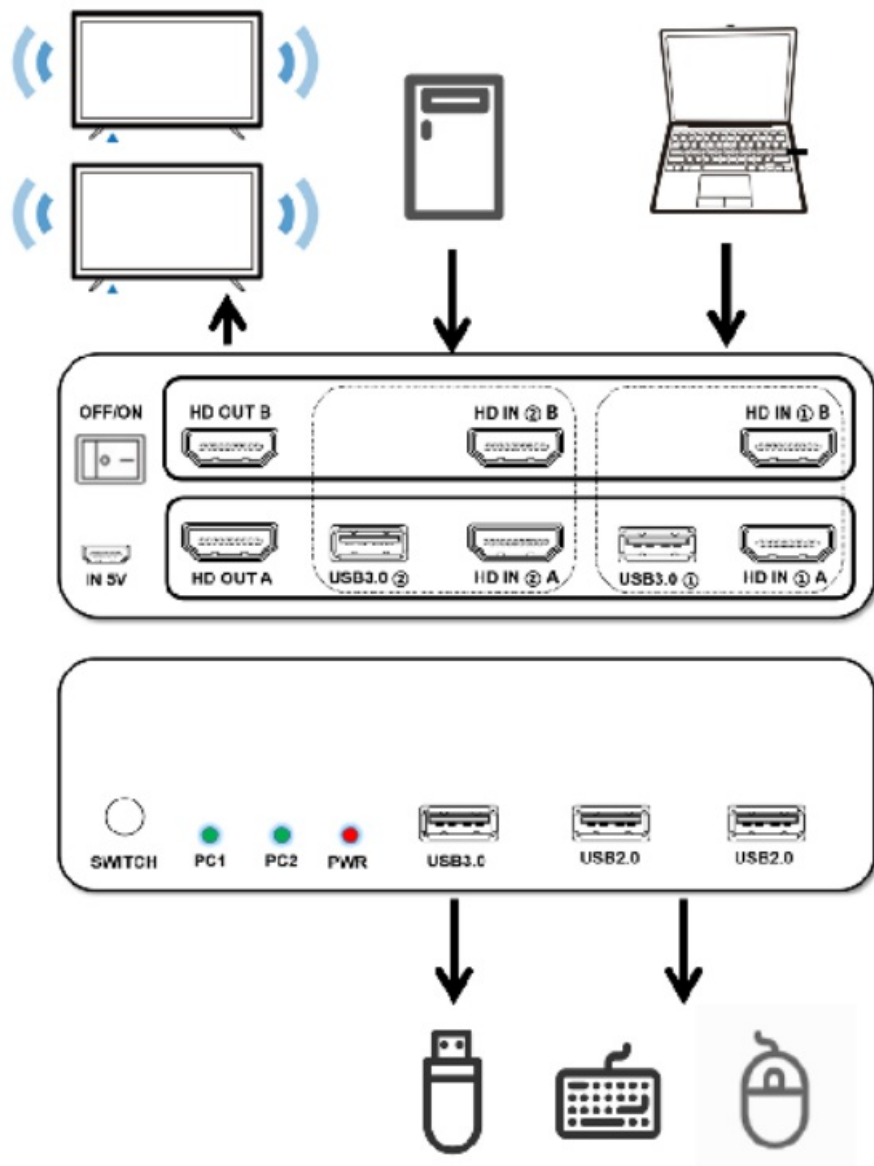 OFF/ON
HD OUT B
HD IN ② B
HD IN ① B
IN 5V
HD OUT A
USB3.0 ②
HD IN ② A
USB3.0 ①
HD IN ① A
SWITCH
PC1
PC2
PWR
USB3.0
USB2.0
USB2.0